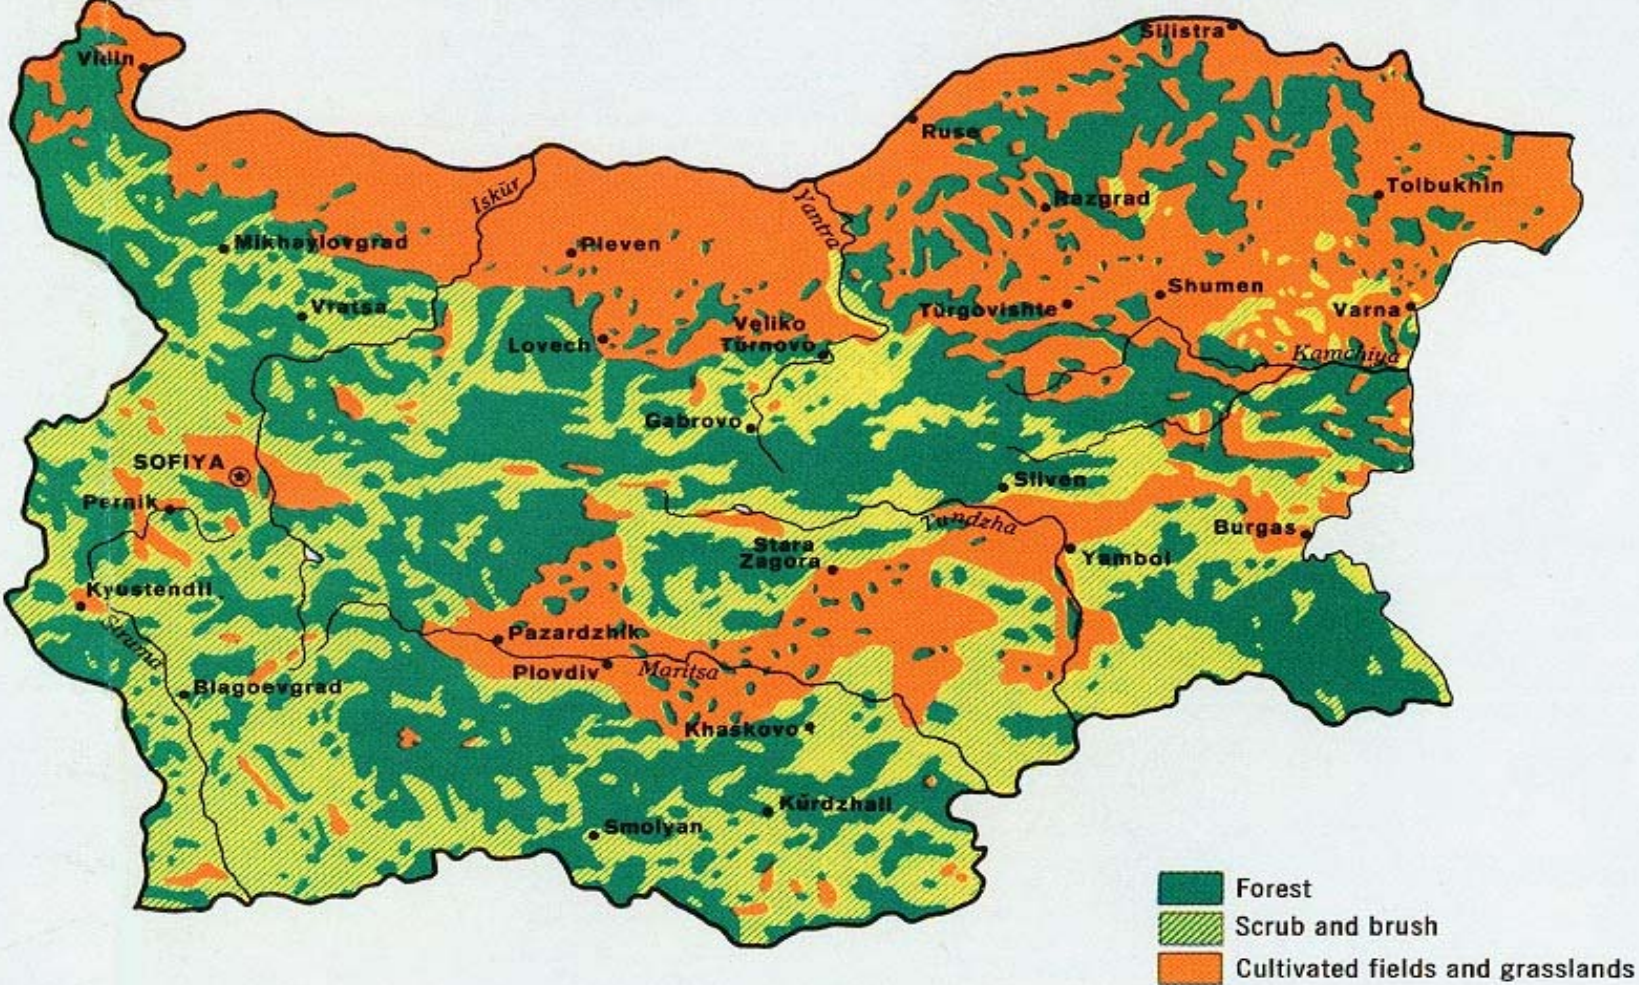 Silistra
Vidin
Ruse
Iskŭr
Yantra
Razgrad
Tolbukhin
Mikhaylovgrad
Pleven
Vratsa
Shumen
Tŭrgovishte
Varna
Veliko
Tŭrnovo
Lovech
Kamchiya
Gabrovo
SOFIYA
Sliven
Pernik
Tundzha
Burgas
Stara
Zagora
Yambol
Kyustendil
Struma
Pazardzhik
Plovdiv
Maritsa
Blagoevgrad
Khaskovo
Kŭrdzhali
Smolyan
Forest
Scrub and brush
Cultivated fields and grasslands